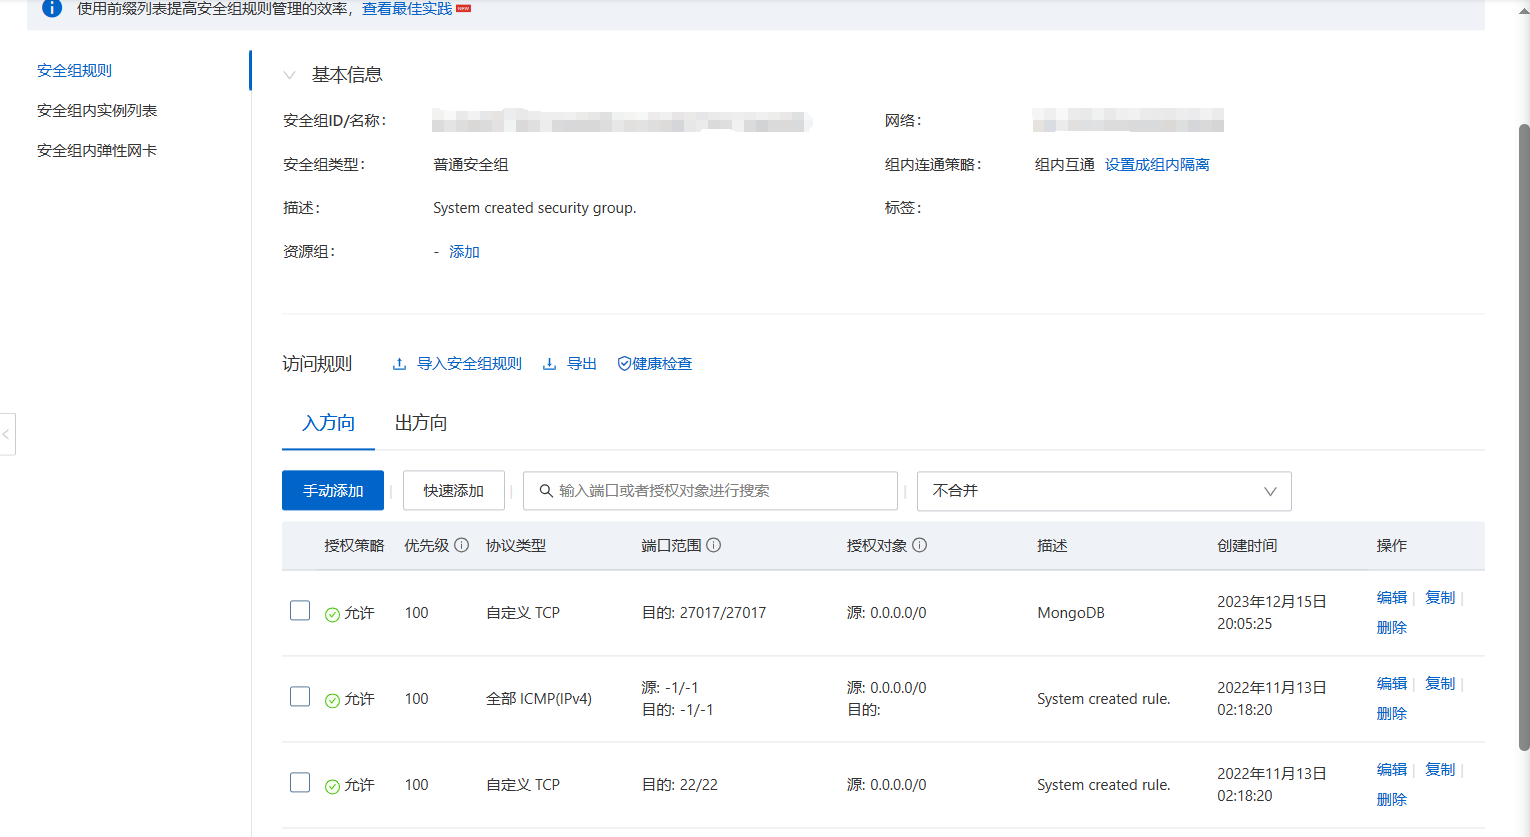 使用前缀列表提高安全组规则管理的效率，查看最佳实践 NEW
安全组规则
安全组内实例列表
安全组内弹性网卡
基本信息
安全组ID/名称：
网络：
安全组类型： 普通安全组
组内连通策略： 组内互通 设置成组内隔离
描述： System created security group.
标签：
资源组： - 添加
访问规则 导入安全组规则 导出 健康检查
入方向 出方向
手动添加 快速添加 输入端口或者授权对象进行搜索 不合并
授权策略 优先级 协议类型 端口范围 授权对象 描述 创建时间 操作
允许 100 自定义 TCP 目的: 27017/27017 源: 0.0.0.0/0 MongoDB 2023年12月15日 编辑 复制
20:05:25 删除
允许 100 全部 ICMP(IPv4) 源: -1/-1 源: 0.0.0.0/0 System created rule. 2022年11月13日 编辑 复制
目的: -1/-1 目的: 02:18:20 删除
允许 100 自定义 TCP 目的: 22/22 源: 0.0.0.0/0 System created rule. 2022年11月13日 编辑 复制
02:18:20 删除